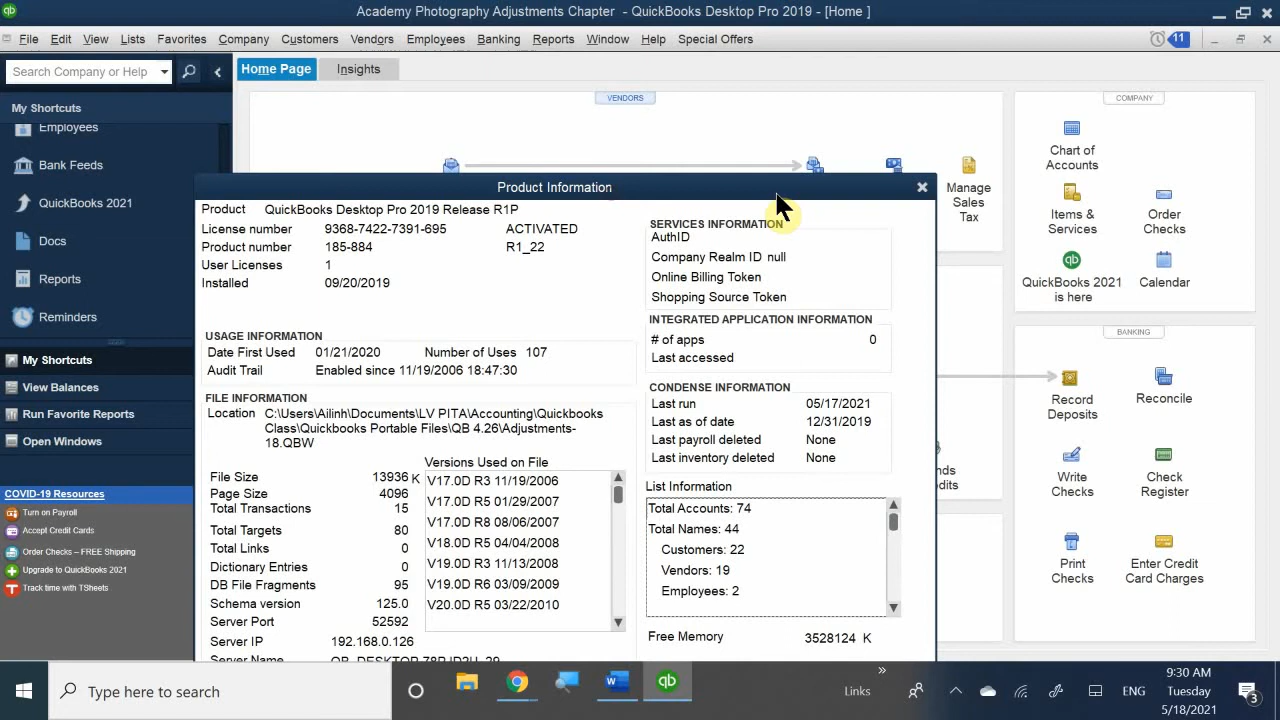 Academy Photography Adjustments Chapter - QuickBooks Desktop Pro 2019 - [Home ]
File Edit View Lists Favorites Company Customers Vendors Employees Banking Reports Window Help Special Offers
11
Search Company or Help
Home Page
Insights
My Shortcuts
Employees
Bank Feeds
QuickBooks 2021
Docs
Reports
Reminders
My Shortcuts
View Balances
Run Favorite Reports
Open Windows
COVID-19 Resources
Turn on Payroll
Accept Credit Cards
Order Checks – FREE Shipping
Upgrade to QuickBooks 2021
Track time with TSheets
VENDORS
Manage
Sales
Tax
COMPANY
Chart of
Accounts
Items &
Services
Order
Checks
QuickBooks 2021
is here
Calendar
BANKING
Record
Deposits
Reconcile
Write
Checks
Check
Register
Print
Checks
Enter Credit
Card Charges
Product Information
Product QuickBooks Desktop Pro 2019 Release R1P
License number 9368-7422-7391-695 ACTIVATED
Product number 185-884 R1_22
User Licenses 1
Installed 09/20/2019
USAGE INFORMATION
Date First Used 01/21/2020 Number of Uses 107
Audit Trail Enabled since 11/19/2006 18:47:30
FILE INFORMATION
Location C:\Users\Ailinh\Documents\LV PITA\Accounting\Quickbooks
Class\Quickbooks Portable Files\QB 4.26\Adjustments-
18.QBW
File Size 13936 K
Page Size 4096
Total Transactions 15
Total Targets 80
Total Links 0
Dictionary Entries 0
DB File Fragments 95
Schema version 125.0
Server Port 52592
Server IP 192.168.0.126
Server Name
Versions Used on File
V17.0D R3 11/19/2006
V17.0D R5 01/29/2007
V17.0D R8 08/06/2007
V18.0D R5 04/04/2008
V19.0D R3 11/13/2008
V19.0D R6 03/09/2009
V20.0D R5 03/22/2010
SERVICES INFORMATION
AuthID
Company Realm ID null
Online Billing Token
Shopping Source Token
INTEGRATED APPLICATION INFORMATION
# of apps 0
Last accessed
CONDENSE INFORMATION
Last run 05/17/2021
Last as of date 12/31/2019
Last payroll deleted None
Last inventory deleted None
List Information
Total Accounts: 74
Total Names: 44
Customers: 22
Vendors: 19
Employees: 2
Free Memory 3528124 K
Type here to search
Links
ENG
9:30 AM
Tuesday
5/18/2021
3